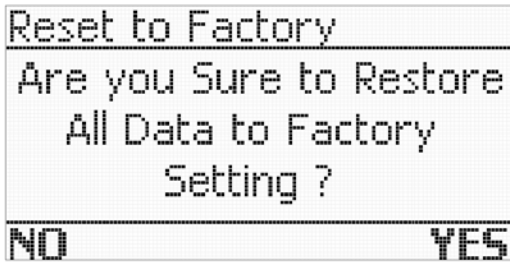 Reset to Factory
Are you Sure to Restore
All Data to Factory
Setting ?
NO YES